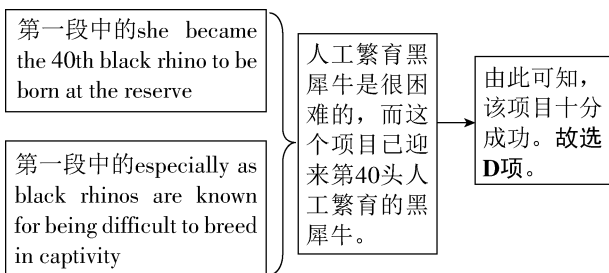 第一段中的she became
the 40th black rhino to be
born at the reserve
第一段中的especially as
black rhinos are known
for being difficult to breed
in captivity
人工繁育黑
犀牛是很困
难的，而这
个项目已迎
来第40头人
工繁育的黑
犀牛。
由此可知，
该项目十分
成功。故选
D项。